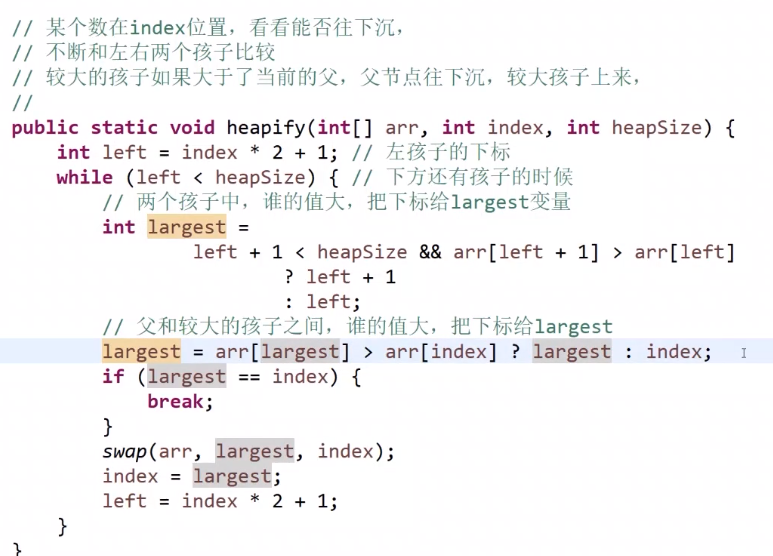 // 某个数在index位置，看看能否往下沉，
// 不断和左右两个孩子比较
// 较大的孩子如果大于了当前的父，父节点往下沉，较大孩子上来，
//
public static void heapify(int[] arr, int index, int heapSize) {
    int left = index * 2 + 1; // 左孩子的下标
    while (left < heapSize) { // 下方还有孩子的时候
        // 两个孩子中，谁的值大，把下标给largest变量
        int largest =
                left + 1 < heapSize && arr[left + 1] > arr[left]
                        ? left + 1
                        : left;
        // 父和较大的孩子之间，谁的值大，把下标给largest
        largest = arr[largest] > arr[index] ? largest : index;
        if (largest == index) {
            break;
        }
        swap(arr, largest, index);
        index = largest;
        left = index * 2 + 1;
    }
}